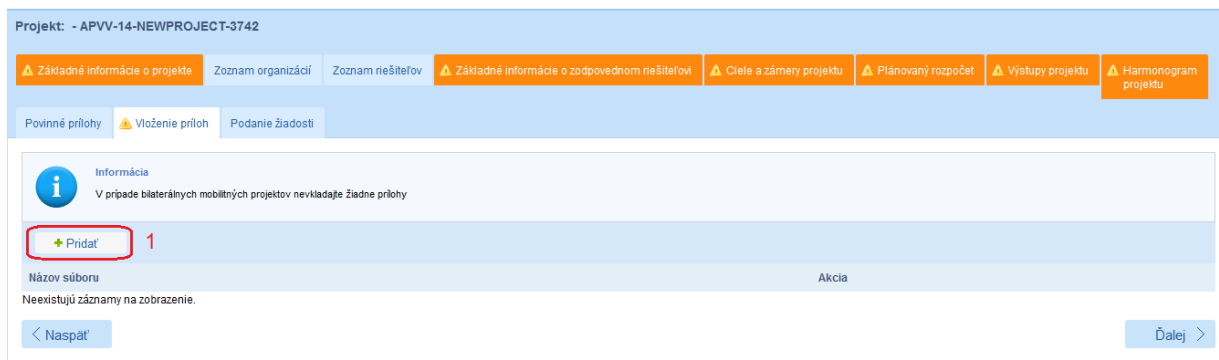 Projekt: - APVV-14-NEWPROJECT-3742
Základné informácie o projekte
Zoznam organizácií
Zoznam riešiteľov
Základné informácie o zodpovednom riešiteľovi
Ciele a zámery projektu
Plánovaný rozpočet
Výstupy projektu
Harmonogram
projektu
Povinné prílohy
Vloženie príloh
Podanie žiadosti
Informácia
V prípade bilaterálnych mobilitných projektov nevkladajte žiadne prílohy
+ Pridať 1
Názov súboru Akcia
Neexistujú záznamy na zobrazenie.
< Naspäť
Ďalej >